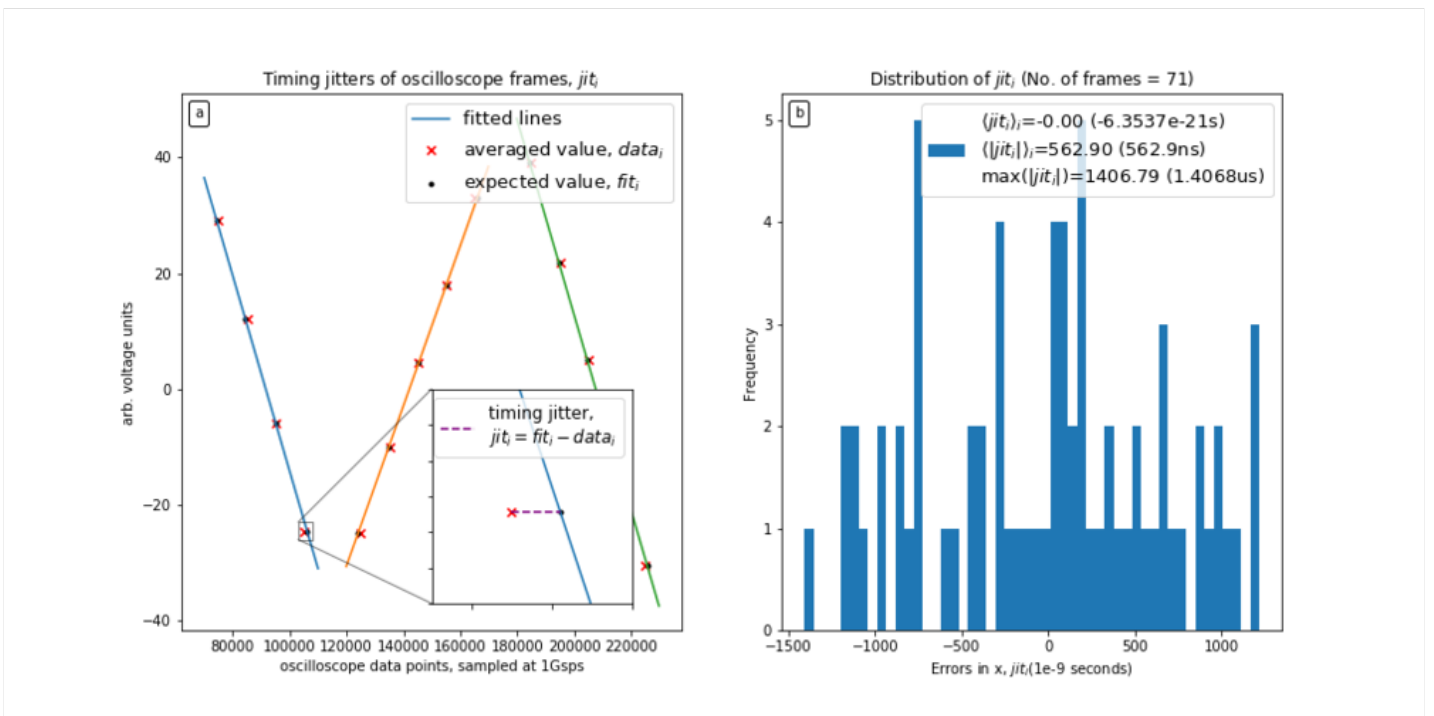 Timing jitters of oscilloscope frames, jitᵢ
a
fitted lines
averaged value, dataᵢ
expected value, fitᵢ
timing jitter,
jitᵢ = fitᵢ − dataᵢ
arb. voltage units
40
20
0
−20
−40
80000 100000 120000 140000 160000 180000 200000 220000
oscilloscope data points, sampled at 1Gsps
Distribution of jitᵢ (No. of frames = 71)
b
⟨jitᵢ⟩ᵢ=-0.00 (-6.3537e-21s)
⟨|jitᵢ|⟩ᵢ=562.90 (562.9ns)
max(|jitᵢ|)=1406.79 (1.4068us)
Frequency
5
4
3
2
1
0
−1500 −1000 −500 0 500 1000
Errors in x, jitᵢ(1e-9 seconds)